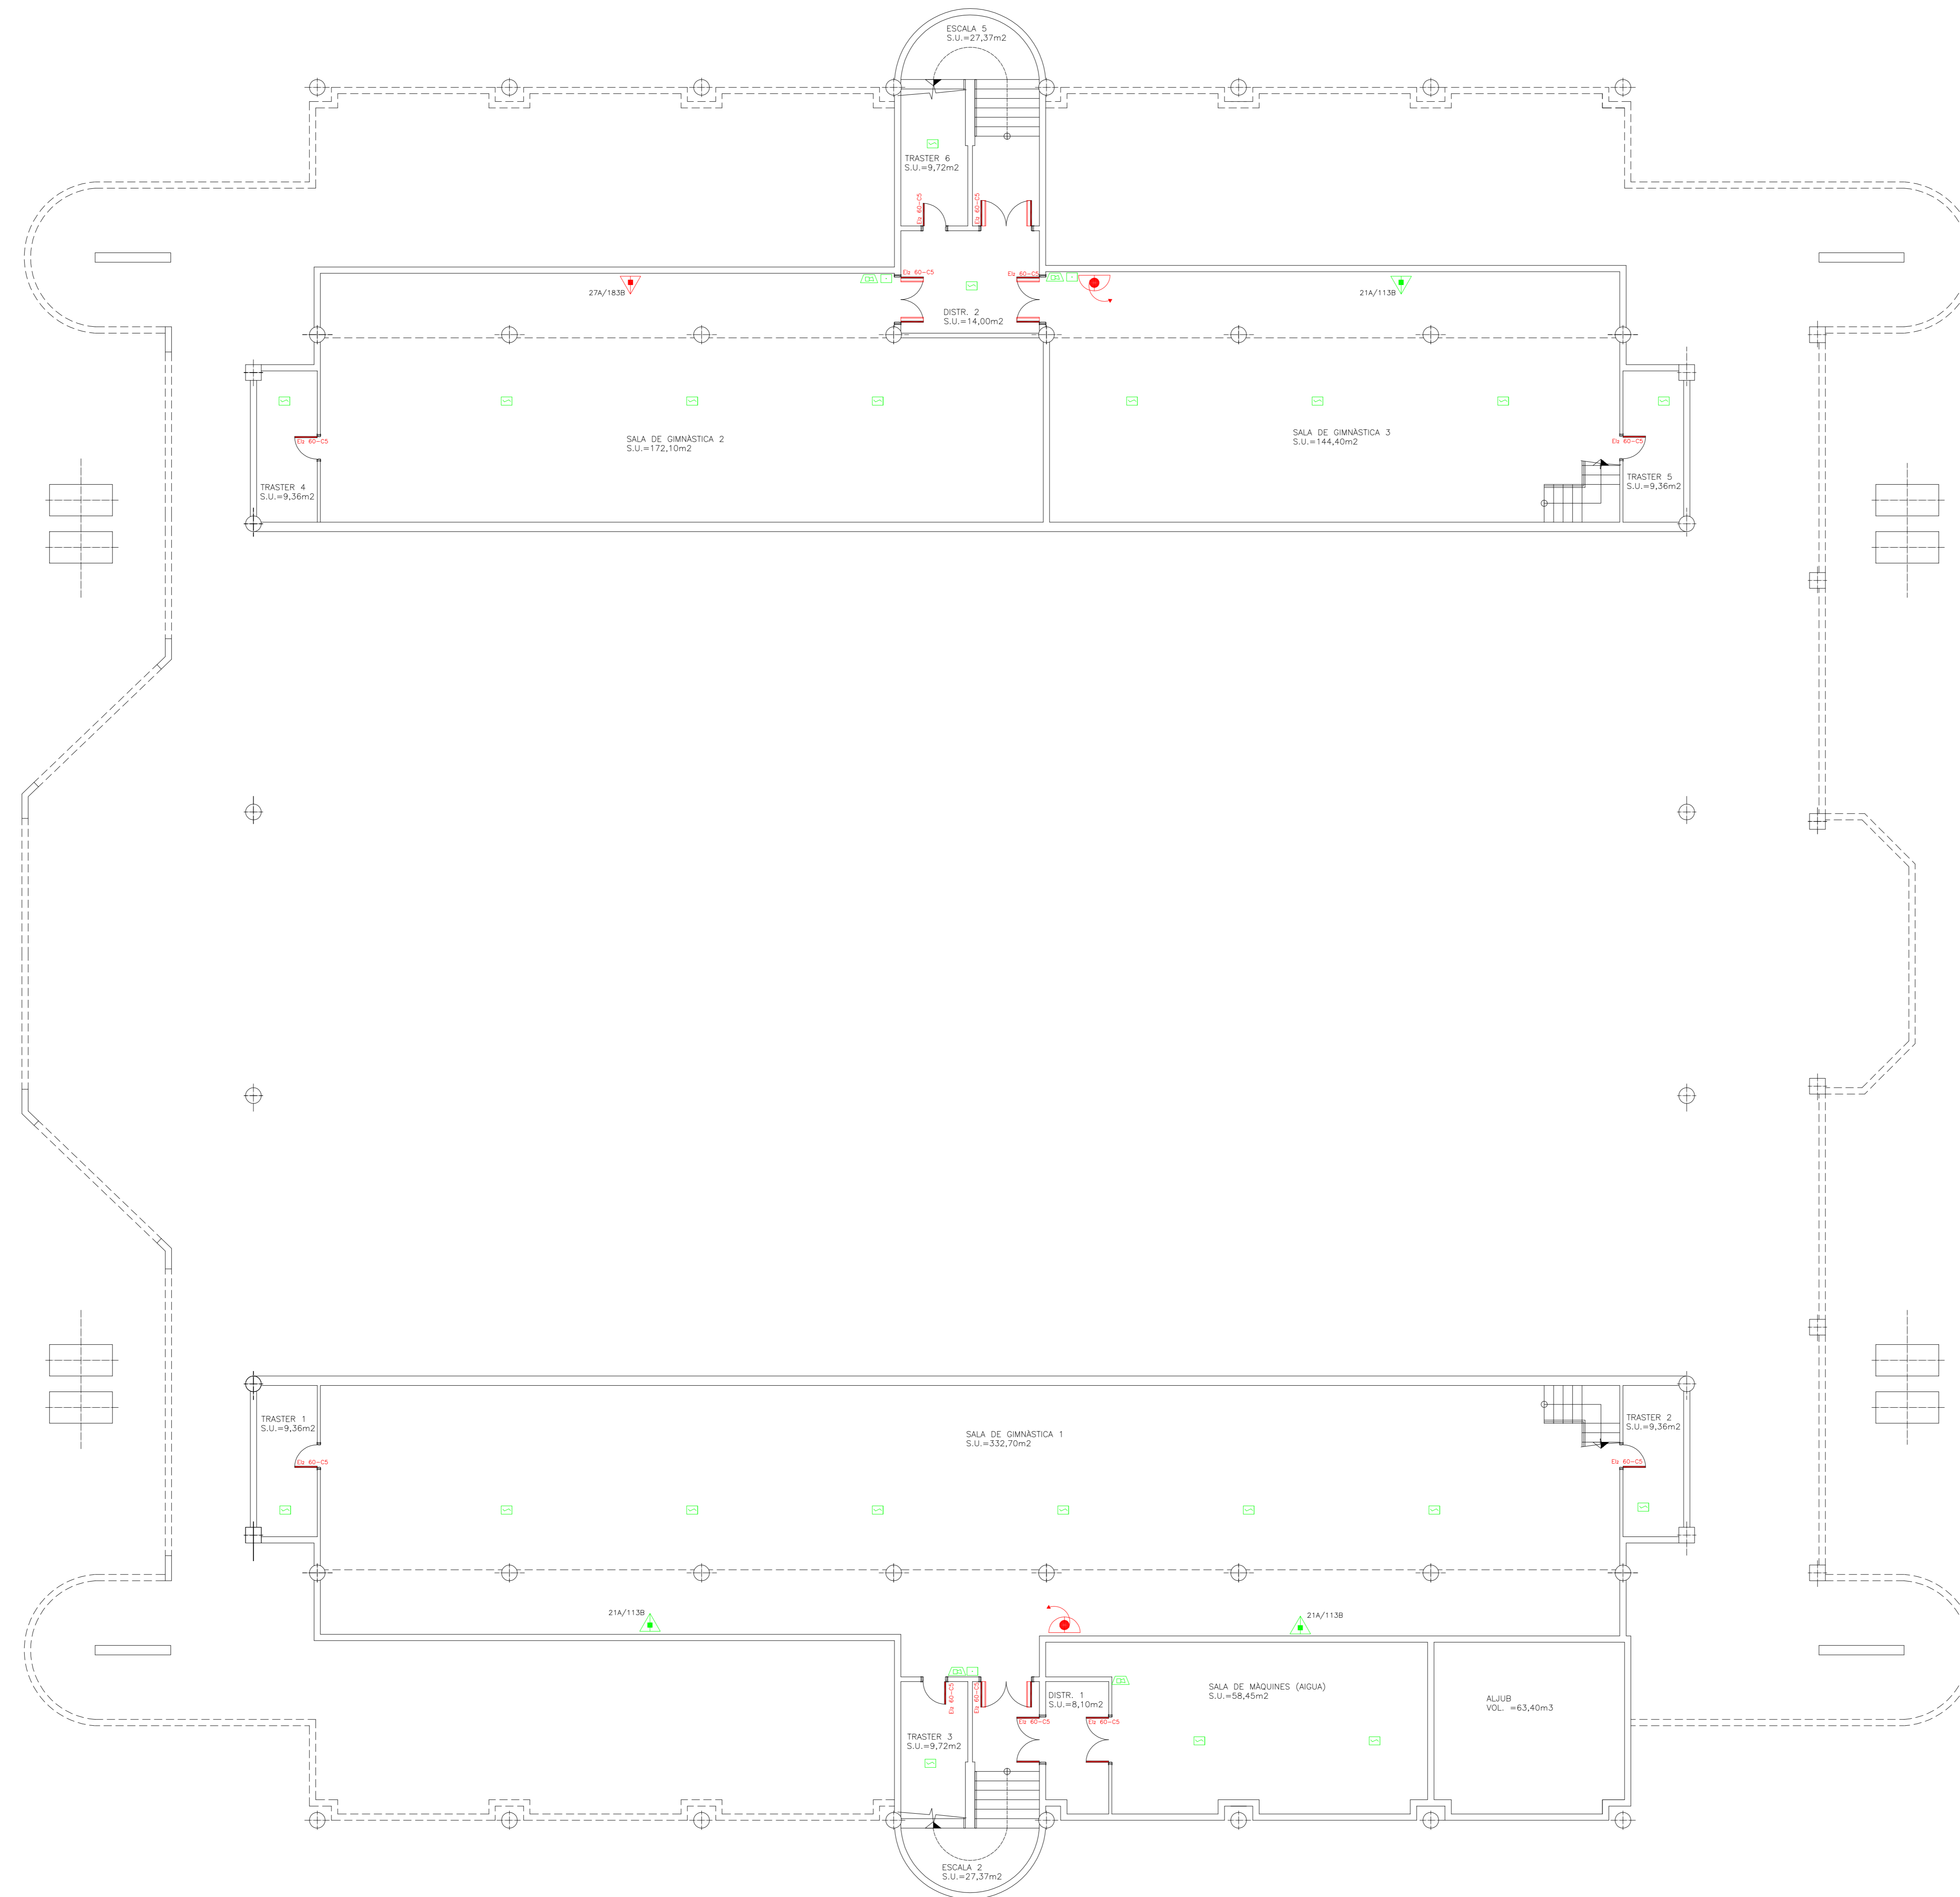 ESCALA 5
S.U.=27,37m2
TRASTER 6
S.U.=9,72m2
EI2 60-C5
EI2 60-C5
EI2 60-C5
EI2 60-C5
27A/183B
21A/113B
DISTR. 2
S.U.=14,00m2
SALA DE GIMNÀSTICA 2
S.U.=172,10m2
SALA DE GIMNÀSTICA 3
S.U.=144,40m2
EI2 60-C5
EI2 60-C5
TRASTER 4
S.U.=9,36m2
TRASTER 5
S.U.=9,36m2
TRASTER 1
S.U.=9,36m2
SALA DE GIMNÀSTICA 1
S.U.=332,70m2
TRASTER 2
S.U.=9,36m2
EI2 60-C5
EI2 60-C5
21A/113B
21A/113B
EI2 60-C5
EI2 60-C5
DISTR. 1
S.U.=8,10m2
SALA DE MÀQUINES (AIGUA)
S.U.=58,45m2
ALJUB
VOL. =63,40m3
EI2 60-C5
EI2 60-C5
TRASTER 3
S.U.=9,72m2
ESCALA 2
S.U.=27,37m2